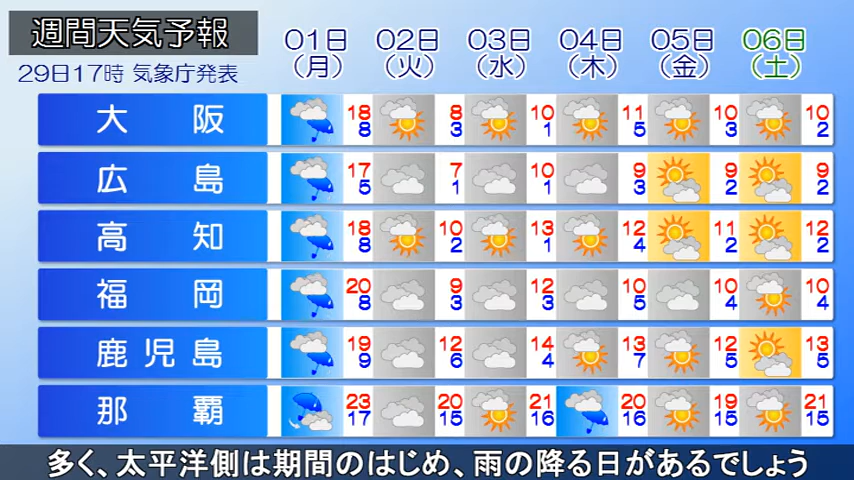 週間天気予報
29日17時 気象庁発表
01日 02日 03日 04日 05日 06日
（月） （火） （水） （木） （金） （土）
大阪 18 8 8 3 10 1 11 5 10 3 10 2
広島 17 5 7 1 10 1 9 3 9 2 9 2
高知 18 8 10 2 13 1 12 4 11 2 12 2
福岡 20 8 9 3 12 3 10 5 10 4 10 4
鹿児島 19 9 12 6 14 4 13 7 12 5 13 5
那覇 23 17 20 15 21 16 20 16 19 15 21 15
多く、太平洋側は期間のはじめ、雨の降る日があるでしょう